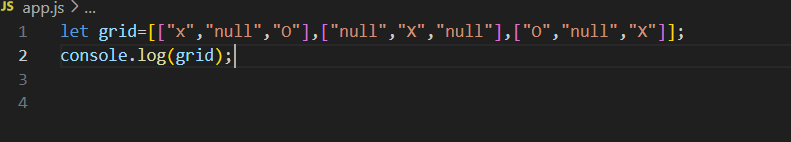 JS app.js > ...
1 let grid=[["x","null","O"],["null","X","null"],["O","null","X"]];
2 console.log(grid);
3
4